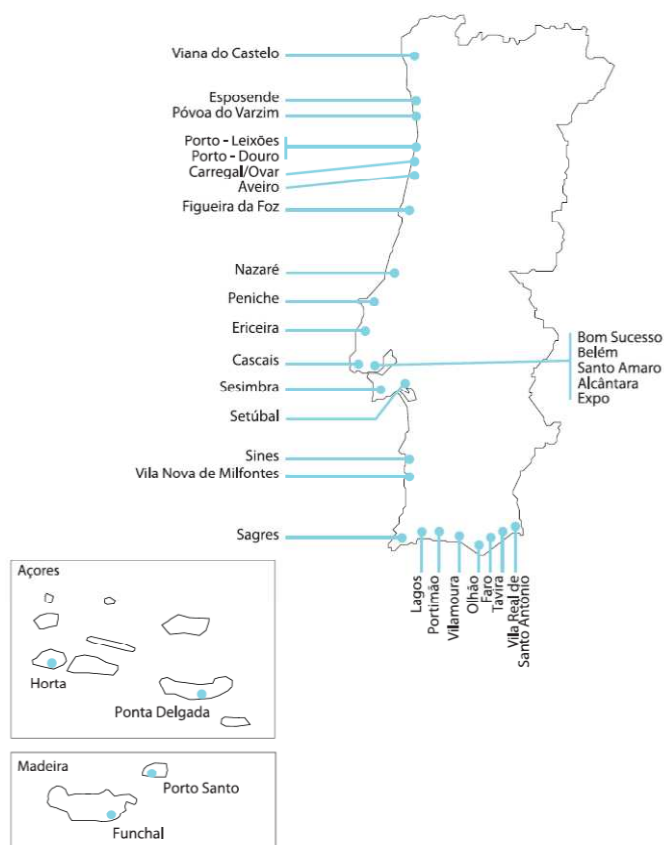 Viana do Castelo
Esposende
Póvoa do Varzim
Porto - Leixões
Porto - Douro
Carregal/Ovar
Aveiro
Figueira da Foz
Nazaré
Peniche
Ericeira
Cascais
Sesimbra
Setúbal
Sines
Vila Nova de Milfontes
Sagres
Bom Sucesso
Belém
Santo Amaro
Alcântara
Expo
Lagos
Portimão
Vilamoura
Olhão
Faro
Tavira
Vila Real de
Santo António
Açores
Horta
Ponta Delgada
Madeira
Porto Santo
Funchal